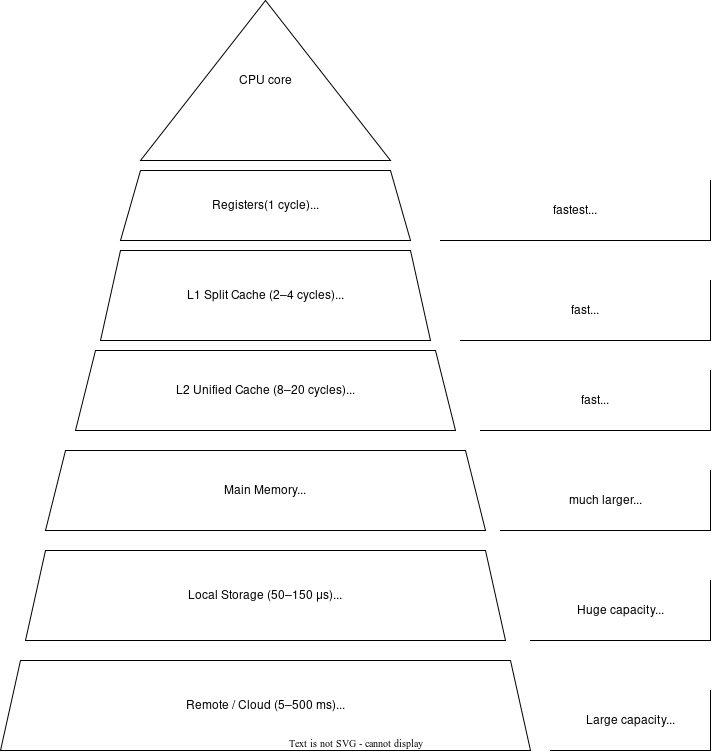 CPU core
Registers(1 cycle)...
fastest...
L1 Split Cache (2–4 cycles)...
fast...
L2 Unified Cache (8–20 cycles)...
fast...
Main Memory...
much larger...
Local Storage (50–150 µs)...
Huge capacity...
Remote / Cloud (5–500 ms)...
Large capacity...
Text is not SVG - cannot display